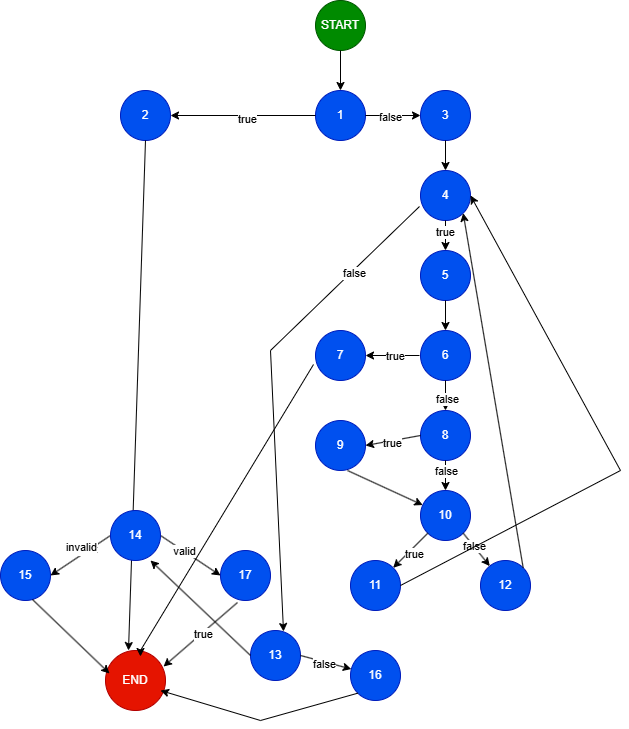 START
2
true
1
false
3
4
true
false
5
7
true
6
false
9
true
8
false
10
true
false
11
12
14
invalid
valid
15
17
true
13
false
16
END